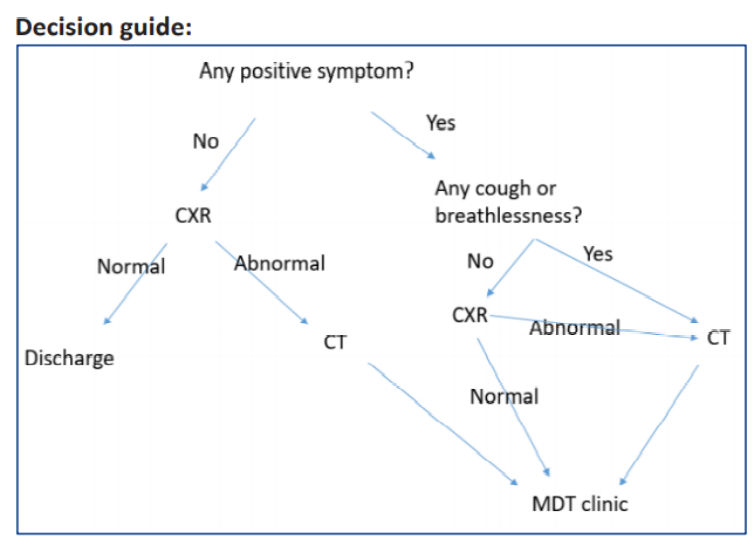 Decision guide:
Any positive symptom?
No
Yes
CXR
Any cough or
breathlessness?
Normal
Abnormal
No
Yes
CXR
Abnormal
CT
CT
Discharge
Normal
MDT clinic